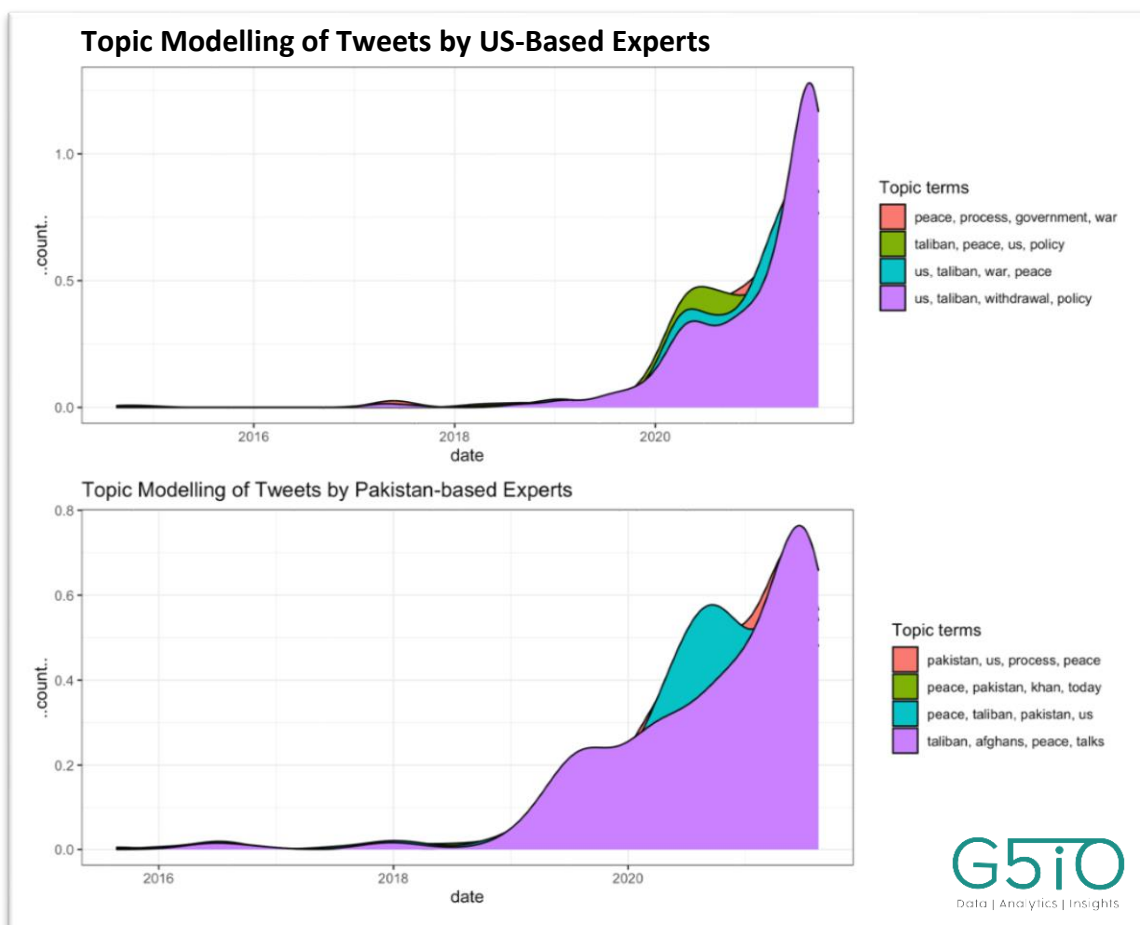 Topic Modelling of Tweets by US-Based Experts
1.0
0.5
0.0
..count..
2016
2018
2020
date
Topic terms
peace, process, government, war
taliban, peace, us, policy
us, taliban, war, peace
us, taliban, withdrawal, policy
Topic Modelling of Tweets by Pakistan-based Experts
0.8
0.6
0.4
0.2
0.0
..count..
2016
2018
2020
date
Topic terms
pakistan, us, process, peace
peace, pakistan, khan, today
peace, taliban, pakistan, us
taliban, afghans, peace, talks
G5iO
Data | Analytics | Insights